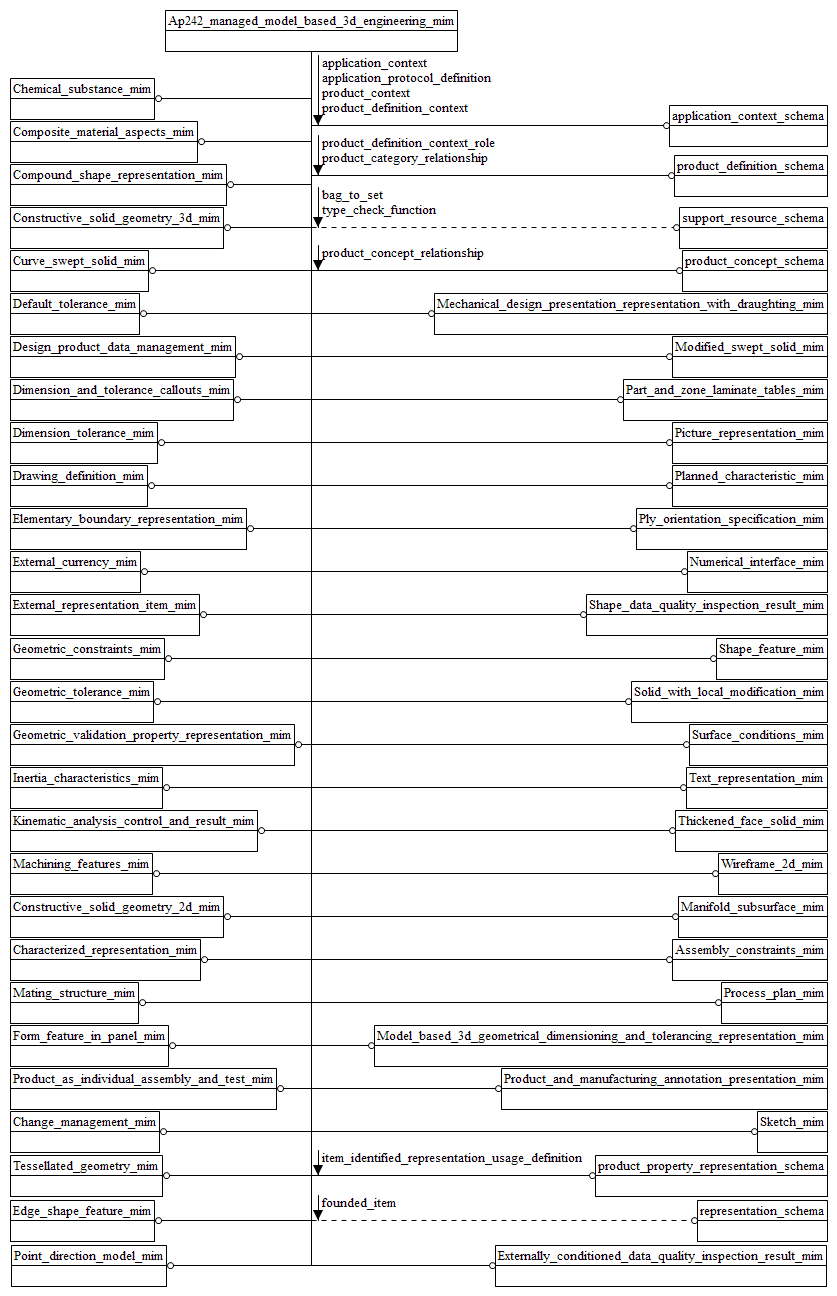 Ap242_managed_model_based_3d_engineering_mim
application_context
application_protocol_definition
product_context
product_definition_context
Chemical_substance_mim
application_context_schema
Composite_material_aspects_mim
product_definition_context_role
product_category_relationship
product_definition_schema
Compound_shape_representation_mim
bag_to_set
type_check_function
Constructive_solid_geometry_3d_mim
support_resource_schema
product_concept_relationship
Curve_swept_solid_mim
product_concept_schema
Default_tolerance_mim
Mechanical_design_presentation_representation_with_draughting_mim
Design_product_data_management_mim
Modified_swept_solid_mim
Dimension_and_tolerance_callouts_mim
Part_and_zone_laminate_tables_mim
Dimension_tolerance_mim
Picture_representation_mim
Drawing_definition_mim
Planned_characteristic_mim
Elementary_boundary_representation_mim
Ply_orientation_specification_mim
External_currency_mim
Numerical_interface_mim
External_representation_item_mim
Shape_data_quality_inspection_result_mim
Geometric_constraints_mim
Shape_feature_mim
Geometric_tolerance_mim
Solid_with_local_modification_mim
Geometric_validation_property_representation_mim
Surface_conditions_mim
Inertia_characteristics_mim
Text_representation_mim
Kinematic_analysis_control_and_result_mim
Thickened_face_solid_mim
Machining_features_mim
Wireframe_2d_mim
Constructive_solid_geometry_2d_mim
Manifold_subsurface_mim
Characterized_representation_mim
Assembly_constraints_mim
Mating_structure_mim
Process_plan_mim
Form_feature_in_panel_mim
Model_based_3d_geometrical_dimensioning_and_tolerancing_representation_mim
Product_as_individual_assembly_and_test_mim
Product_and_manufacturing_annotation_presentation_mim
Change_management_mim
Sketch_mim
Tessellated_geometry_mim
item_identified_representation_usage_definition
product_property_representation_schema
Edge_shape_feature_mim
founded_item
representation_schema
Point_direction_model_mim
Externally_conditioned_data_quality_inspection_result_mim